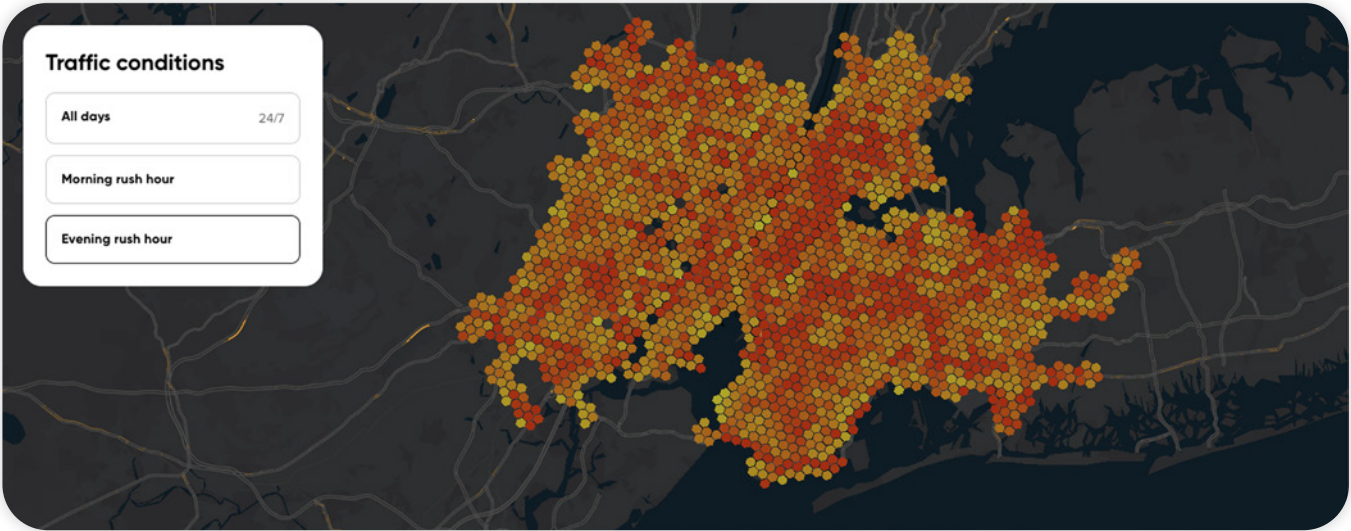 Traffic conditions
All days 24/7
Morning rush hour
Evening rush hour